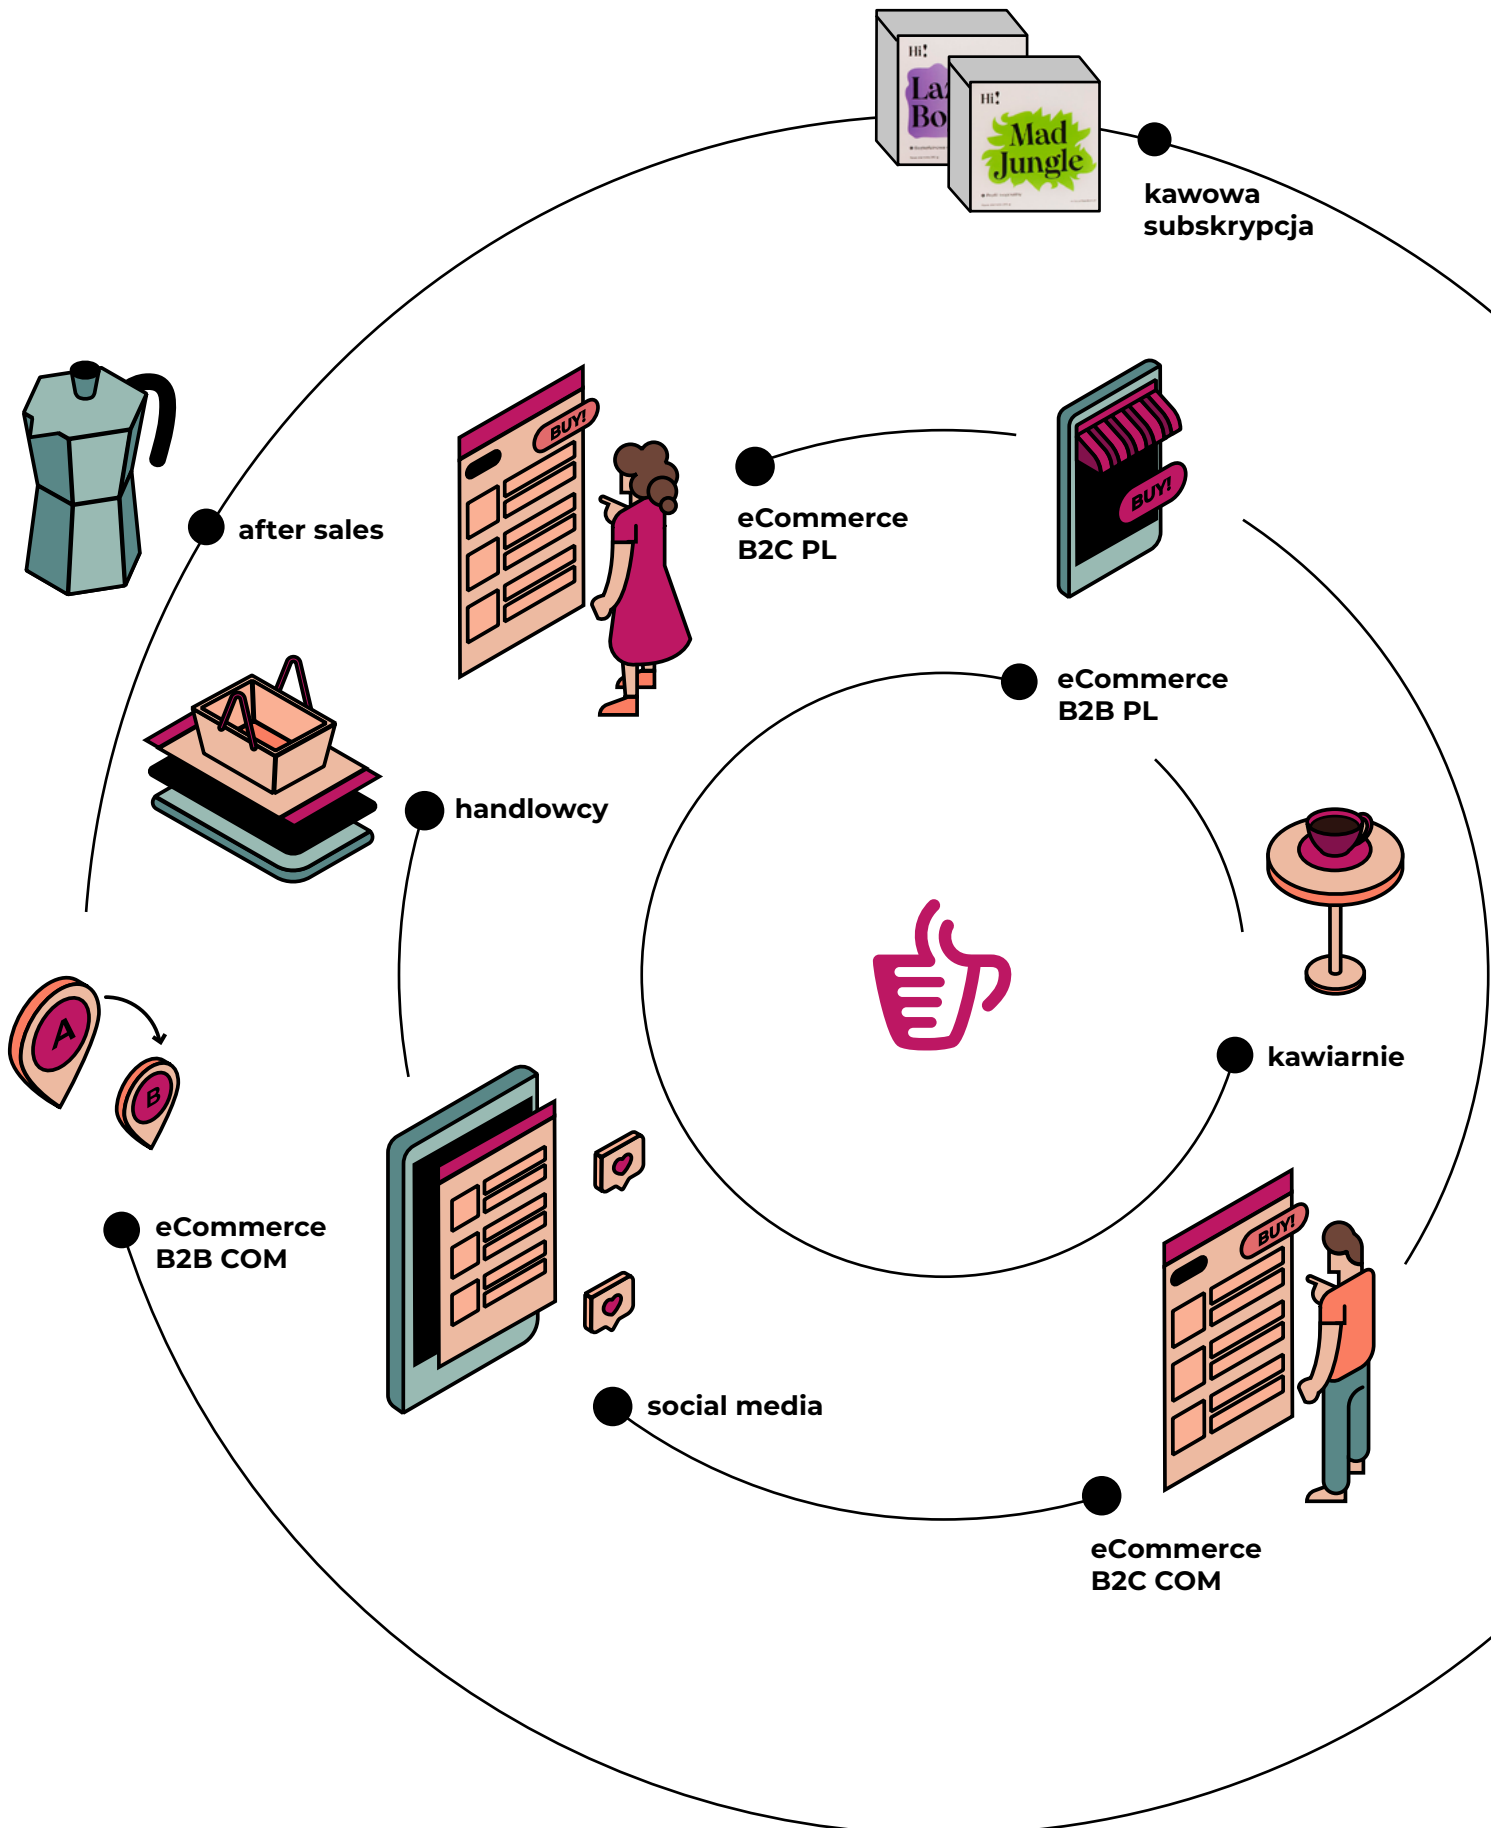 Hi!
Hi!
Mad
Jungle
kawowa
subskrypcja
BUY!
after sales
eCommerce
B2C PL
BUY!
eCommerce
B2B PL
handlowcy
A
B
kawiarnie
eCommerce
B2B COM
BUY!
social media
eCommerce
B2C COM